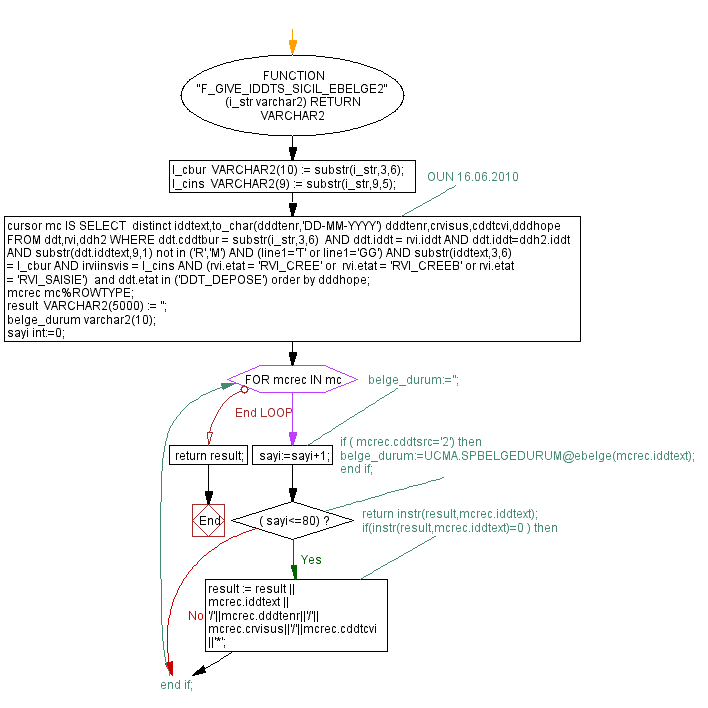 FUNCTION
"F_GIVE_IDDTS_SICIL_EBELGE2"
(i_str varchar2) RETURN
VARCHAR2
l_cbur VARCHAR2(10) := substr(i_str,3,6);
l_cins VARCHAR2(9) := substr(i_str,9,5);
OUN 16.06.2010
cursor mc IS SELECT distinct iddtext,to_char(dddtenr,'DD-MM-YYYY') dddtenr,crvisus,cddtcvi,dddhope
FROM ddt,rvi,ddh2 WHERE ddt.cddtbur = substr(i_str,3,6) AND ddt.iddt = rvi.iddt AND ddt.iddt=ddh2.iddt
AND substr(ddt.iddtext,9,1) not in ('R','M') AND (line1='T' or line1='GG') AND substr(iddtext,3,6)
= l_cbur AND irviinsvis = l_cins AND (rvi.etat = 'RVI_CREE' or rvi.etat = 'RVI_CREEB' or rvi.etat
= 'RVI_SAISIE') and ddt.etat in ('DDT_DEPOSE') order by dddhope;
mcrec mc%ROWTYPE;
result VARCHAR2(5000) := '';
belge_durum varchar2(10);
sayi int:=0;
FOR mcrec IN mc
belge_durum:='';
End LOOP
return result;
sayi:=sayi+1;
if ( mcrec.cddtsrc='2') then
belge_durum:=UCMA.SPBELGEDURUM@ebelge(mcrec.iddtext);
end if;
End
( sayi<=80) ?
return instr(result,mcrec.iddtext);
if(instr(result,mcrec.iddtext)=0 ) then
Yes
result := result ||
mcrec.iddtext ||
'/'||mcrec.dddtenr||'/'||
mcrec.crvisus||'/'||mcrec.cddtcvi
||'*';
No
end if;